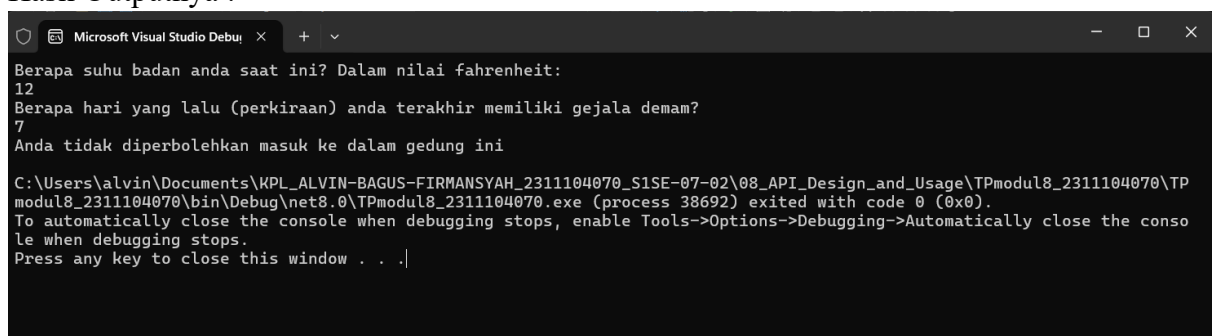 Microsoft Visual Studio Debu
Berapa suhu badan anda saat ini? Dalam nilai fahrenheit:
12
Berapa hari yang lalu (perkiraan) anda terakhir memiliki gejala demam?
7
Anda tidak diperbolehkan masuk ke dalam gedung ini
C:\Users\alvin\Documents\KPL_ALVIN-BAGUS-FIRMANSYAH_2311104070_S1SE-07-02\08_API_Design_and_Usage\TPmodul8_2311104070\TP
modul8_2311104070\bin\Debug\net8.0\TPmodul8_2311104070.exe (process 38692) exited with code 0 (0x0).
To automatically close the console when debugging stops, enable Tools->Options->Debugging->Automatically close the conso
le when debugging stops.
Press any key to close this window . . .